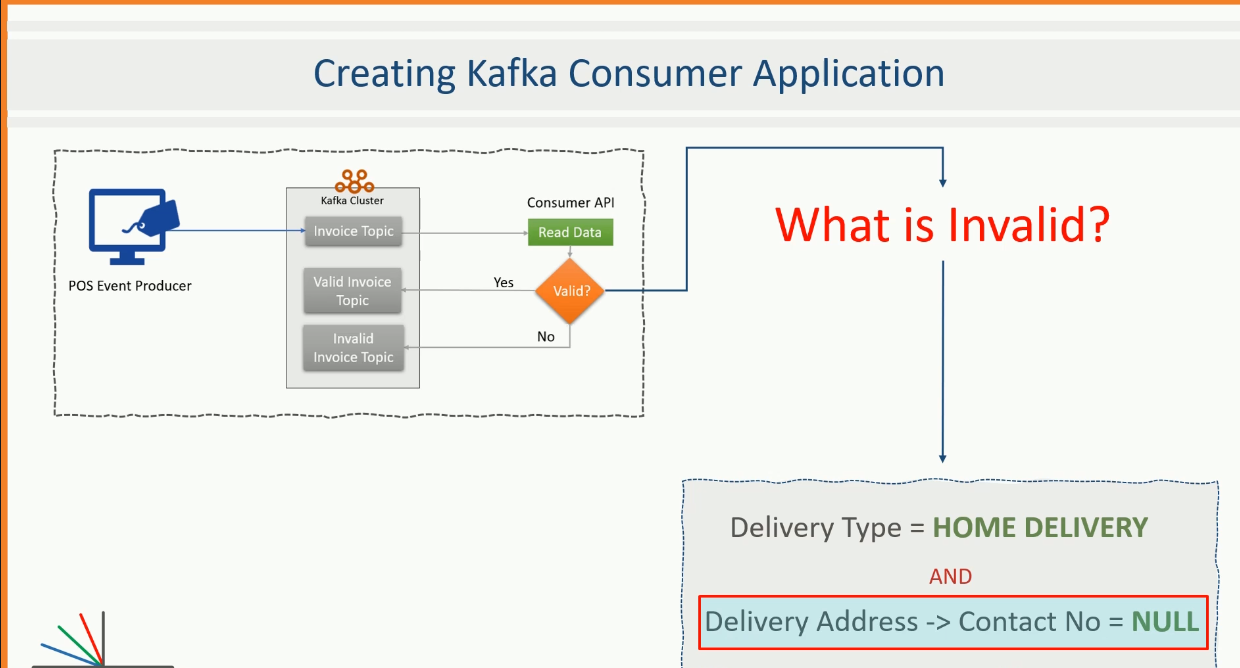 Creating Kafka Consumer Application
Kafka Cluster
Consumer API
Invoice Topic
Read Data
POS Event Producer
Valid Invoice
Topic
Yes
Valid?
No
Invalid
Invoice Topic
What is Invalid?
Delivery Type = HOME DELIVERY
AND
Delivery Address -> Contact No = NULL